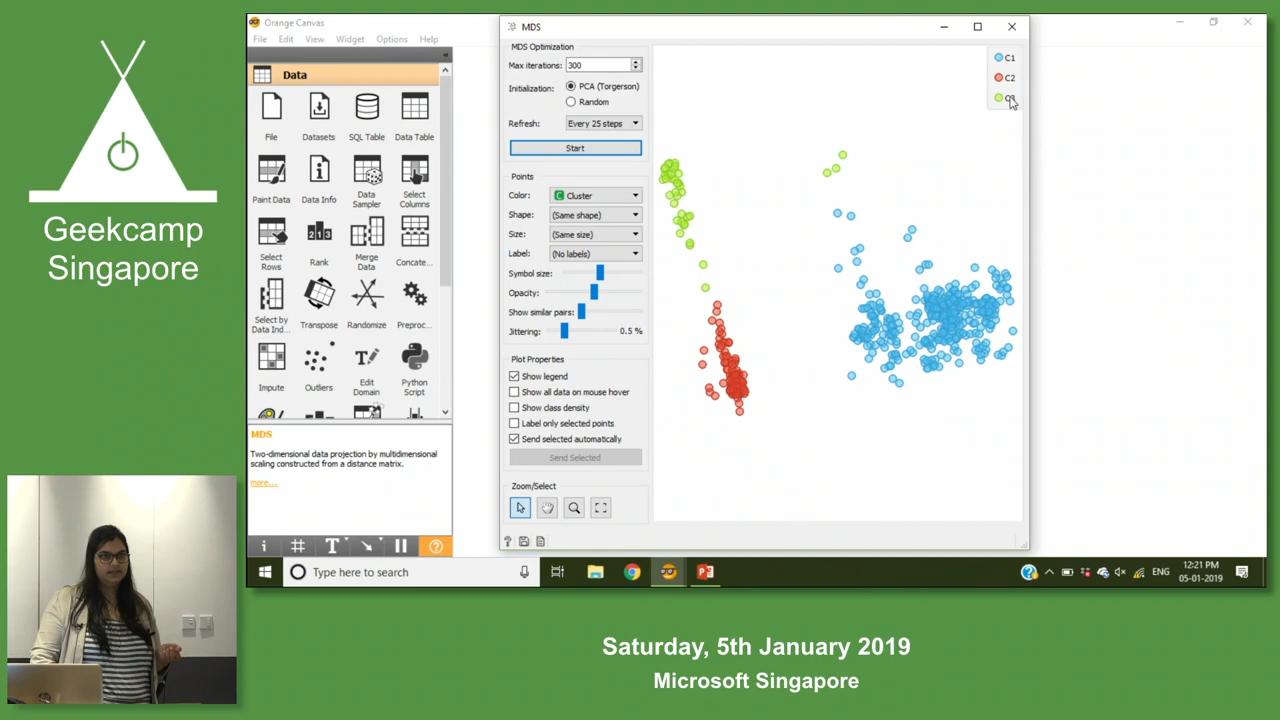 Geekcamp
Singapore
Orange Canvas
File Edit View Widget Options Help
Data
File Datasets SQL Table Data Table
Paint Data Data Info Data Sampler Select Columns
Select Rows Rank Merge Data Concate...
Select by Data Ind... Transpose Randomize Preproc...
Impute Outliers Edit Domain Python Script
MDS
Two-dimensional data projection by multidimensional
scaling constructed from a distance matrix.
more...
MDS
MDS Optimization
Max iterations: 300
Initialization: PCA (Torgerson)
Random
Refresh: Every 25 steps
Start
Points
Color: C Cluster
Shape: (Same shape)
Size: (Same size)
Label: (No labels)
Symbol size:
Opacity:
Show similar pairs:
Jittering: 0.5 %
Plot Properties
Show legend
Show all data on mouse hover
Show class density
Label only selected points
Send selected automatically
Send Selected
Zoom/Select
C1
C2
Type here to search
ENG
12:21 PM
05-01-2019
Saturday, 5th January 2019
Microsoft Singapore